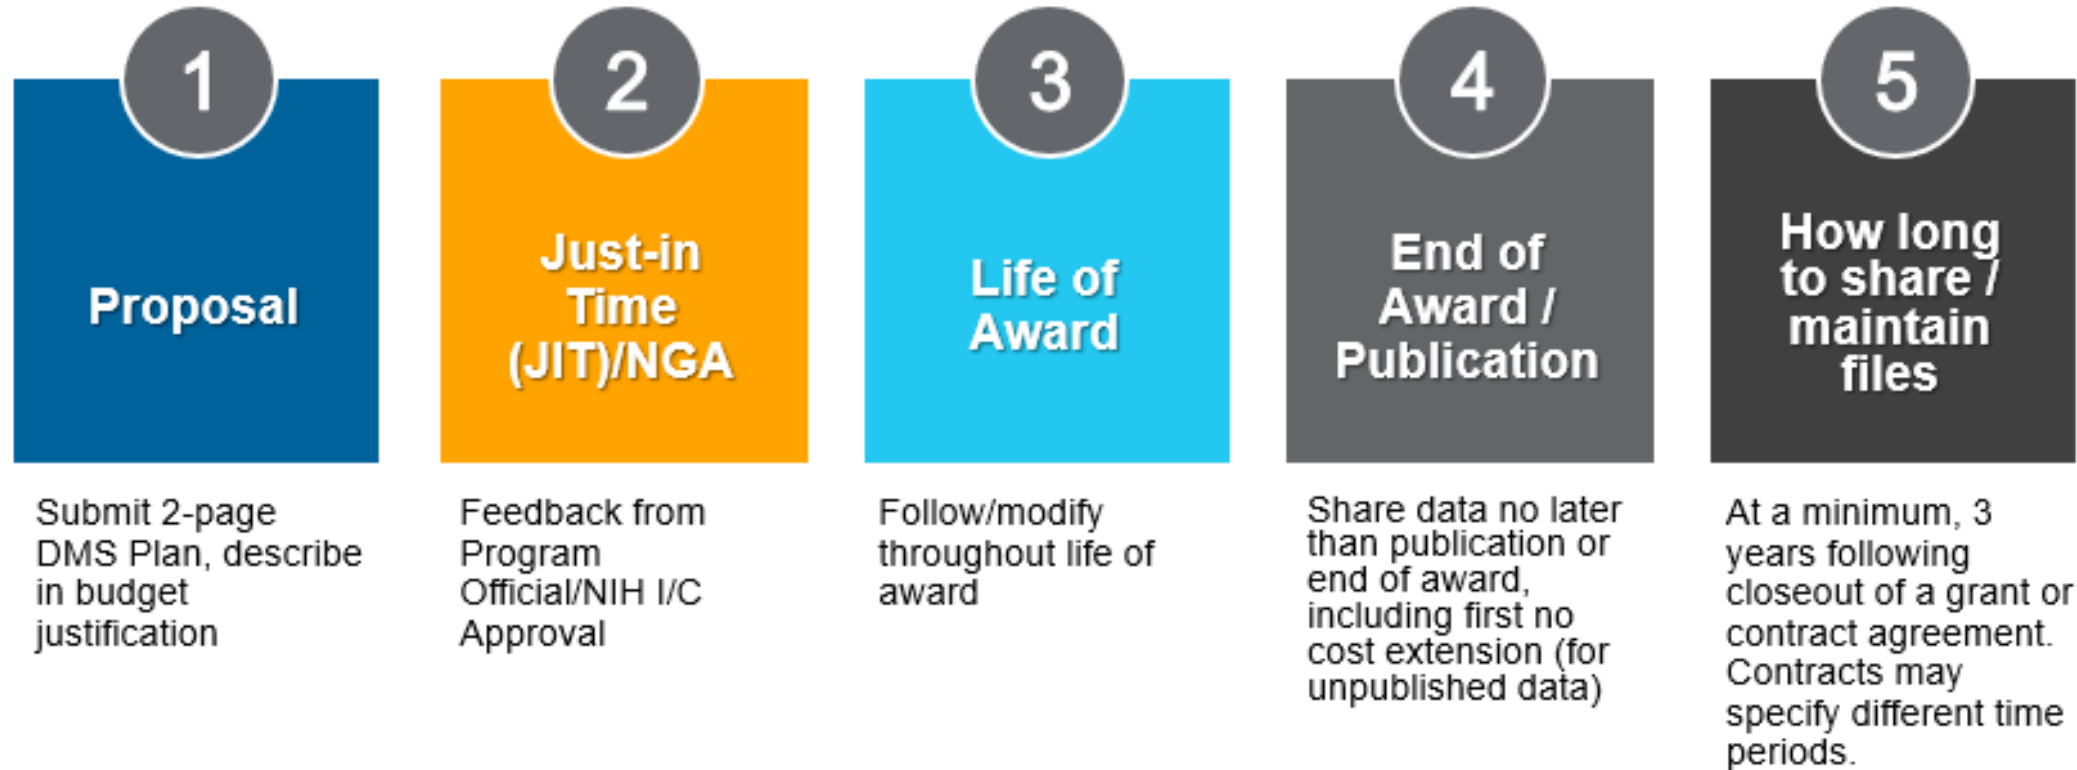 1
Proposal
Submit 2-page
DMS Plan, describe
in budget
justification
2
Just-in
Time
(JIT)/NGA
Feedback from
Program
Official/NIH I/C
Approval
3
Life of
Award
Follow/modify
throughout life of
award
4
End of
Award /
Publication
Share data no later
than publication or
end of award,
including first no
cost extension (for
unpublished data)
5
How long
to share /
maintain
files
At a minimum, 3
years following
closeout of a grant or
contract agreement.
Contracts may
specify different time
periods.